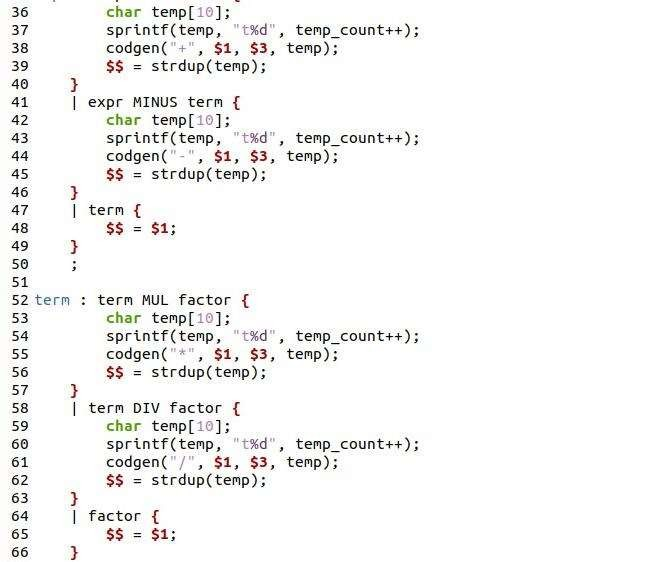 36 char temp[10];
37 sprintf(temp, "t%d", temp_count++);
38 codgen("+", $1, $3, temp);
39 $$ = strdup(temp);
40 }
41 | expr MINUS term {
42 char temp[10];
43 sprintf(temp, "t%d", temp_count++);
44 codgen("-", $1, $3, temp);
45 $$ = strdup(temp);
46 }
47 | term {
48 $$ = $1;
49 }
50 ;
51
52 term : term MUL factor {
53 char temp[10];
54 sprintf(temp, "t%d", temp_count++);
55 codgen("*", $1, $3, temp);
56 $$ = strdup(temp);
57 }
58 | term DIV factor {
59 char temp[10];
60 sprintf(temp, "t%d", temp_count++);
61 codgen("/", $1, $3, temp);
62 $$ = strdup(temp);
63 }
64 | factor {
65 $$ = $1;
66 }